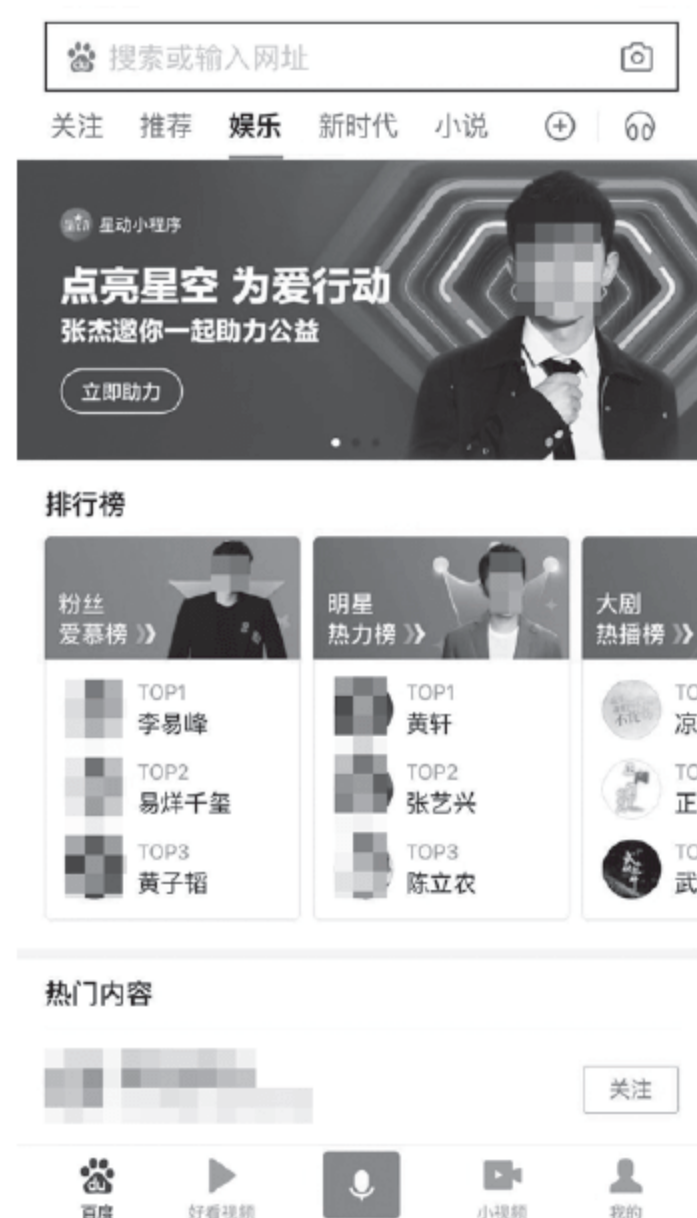 搜索或输入网址
关注 推荐 娱乐 新时代 小说
星动小程序
点亮星空 为爱行动
张杰邀你一起助力公益
立即助力
排行榜
粉丝
爱慕榜
TOP1
李易峰
TOP2
易烊千玺
TOP3
黄子韬
明星
热力榜
TOP1
黄轩
TOP2
张艺兴
TOP3
陈立农
大剧
热播榜
凉
正
武
热门内容
关注
百度 好看视频 小视频 我的